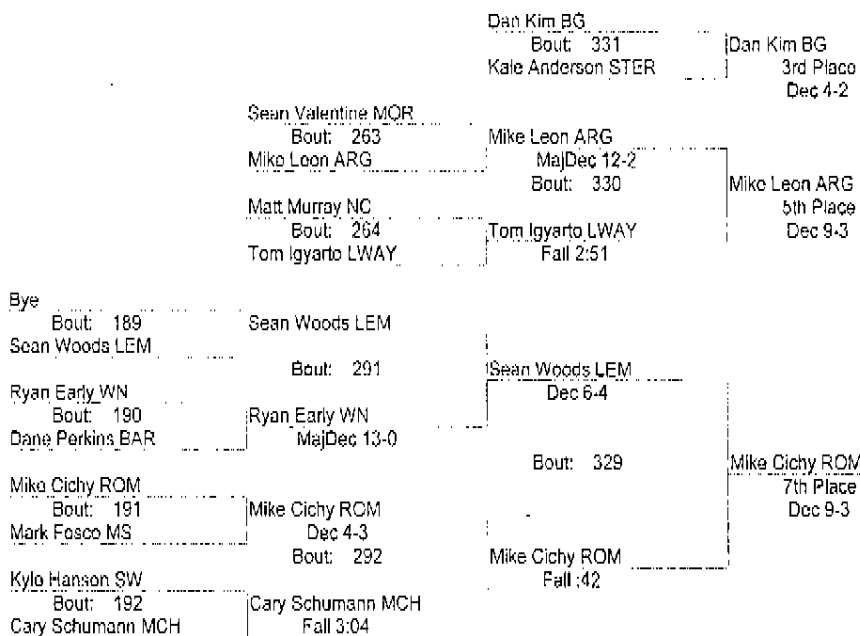 Dan Kim BG
Bout: 331
Kale Anderson STER
Dan Kim BG
3rd Place
Dec 4-2
Sean Valentine MOR
Bout: 263
Mike Leon ARG
Mike Leon ARG
MajDec 12-2
Bout: 330
Matt Murray NC
Bout: 264
Tom Igyarto LWAY
Tom Igyarto LWAY
Fall 2:51
Mike Leon ARG
5th Place
Dec 9-3
Bye
Bout: 189
Sean Woods LEM
Sean Woods LEM
Bout: 291
Ryan Early WN
Bout: 190
Dane Perkins BAR
Ryan Early WN
MajDec 13-0
Sean Woods LEM
Dec 6-4
Bout: 329
Mike Cichy ROM
Bout: 191
Mark Fosco MS
Mike Cichy ROM
Dec 4-3
Bout: 292
Kyle Hanson SW
Bout: 192
Cary Schumann MCH
Cary Schumann MCH
Fall 3:04
Mike Cichy ROM
Fall :42
Mike Cichy ROM
7th Place
Dec 9-3